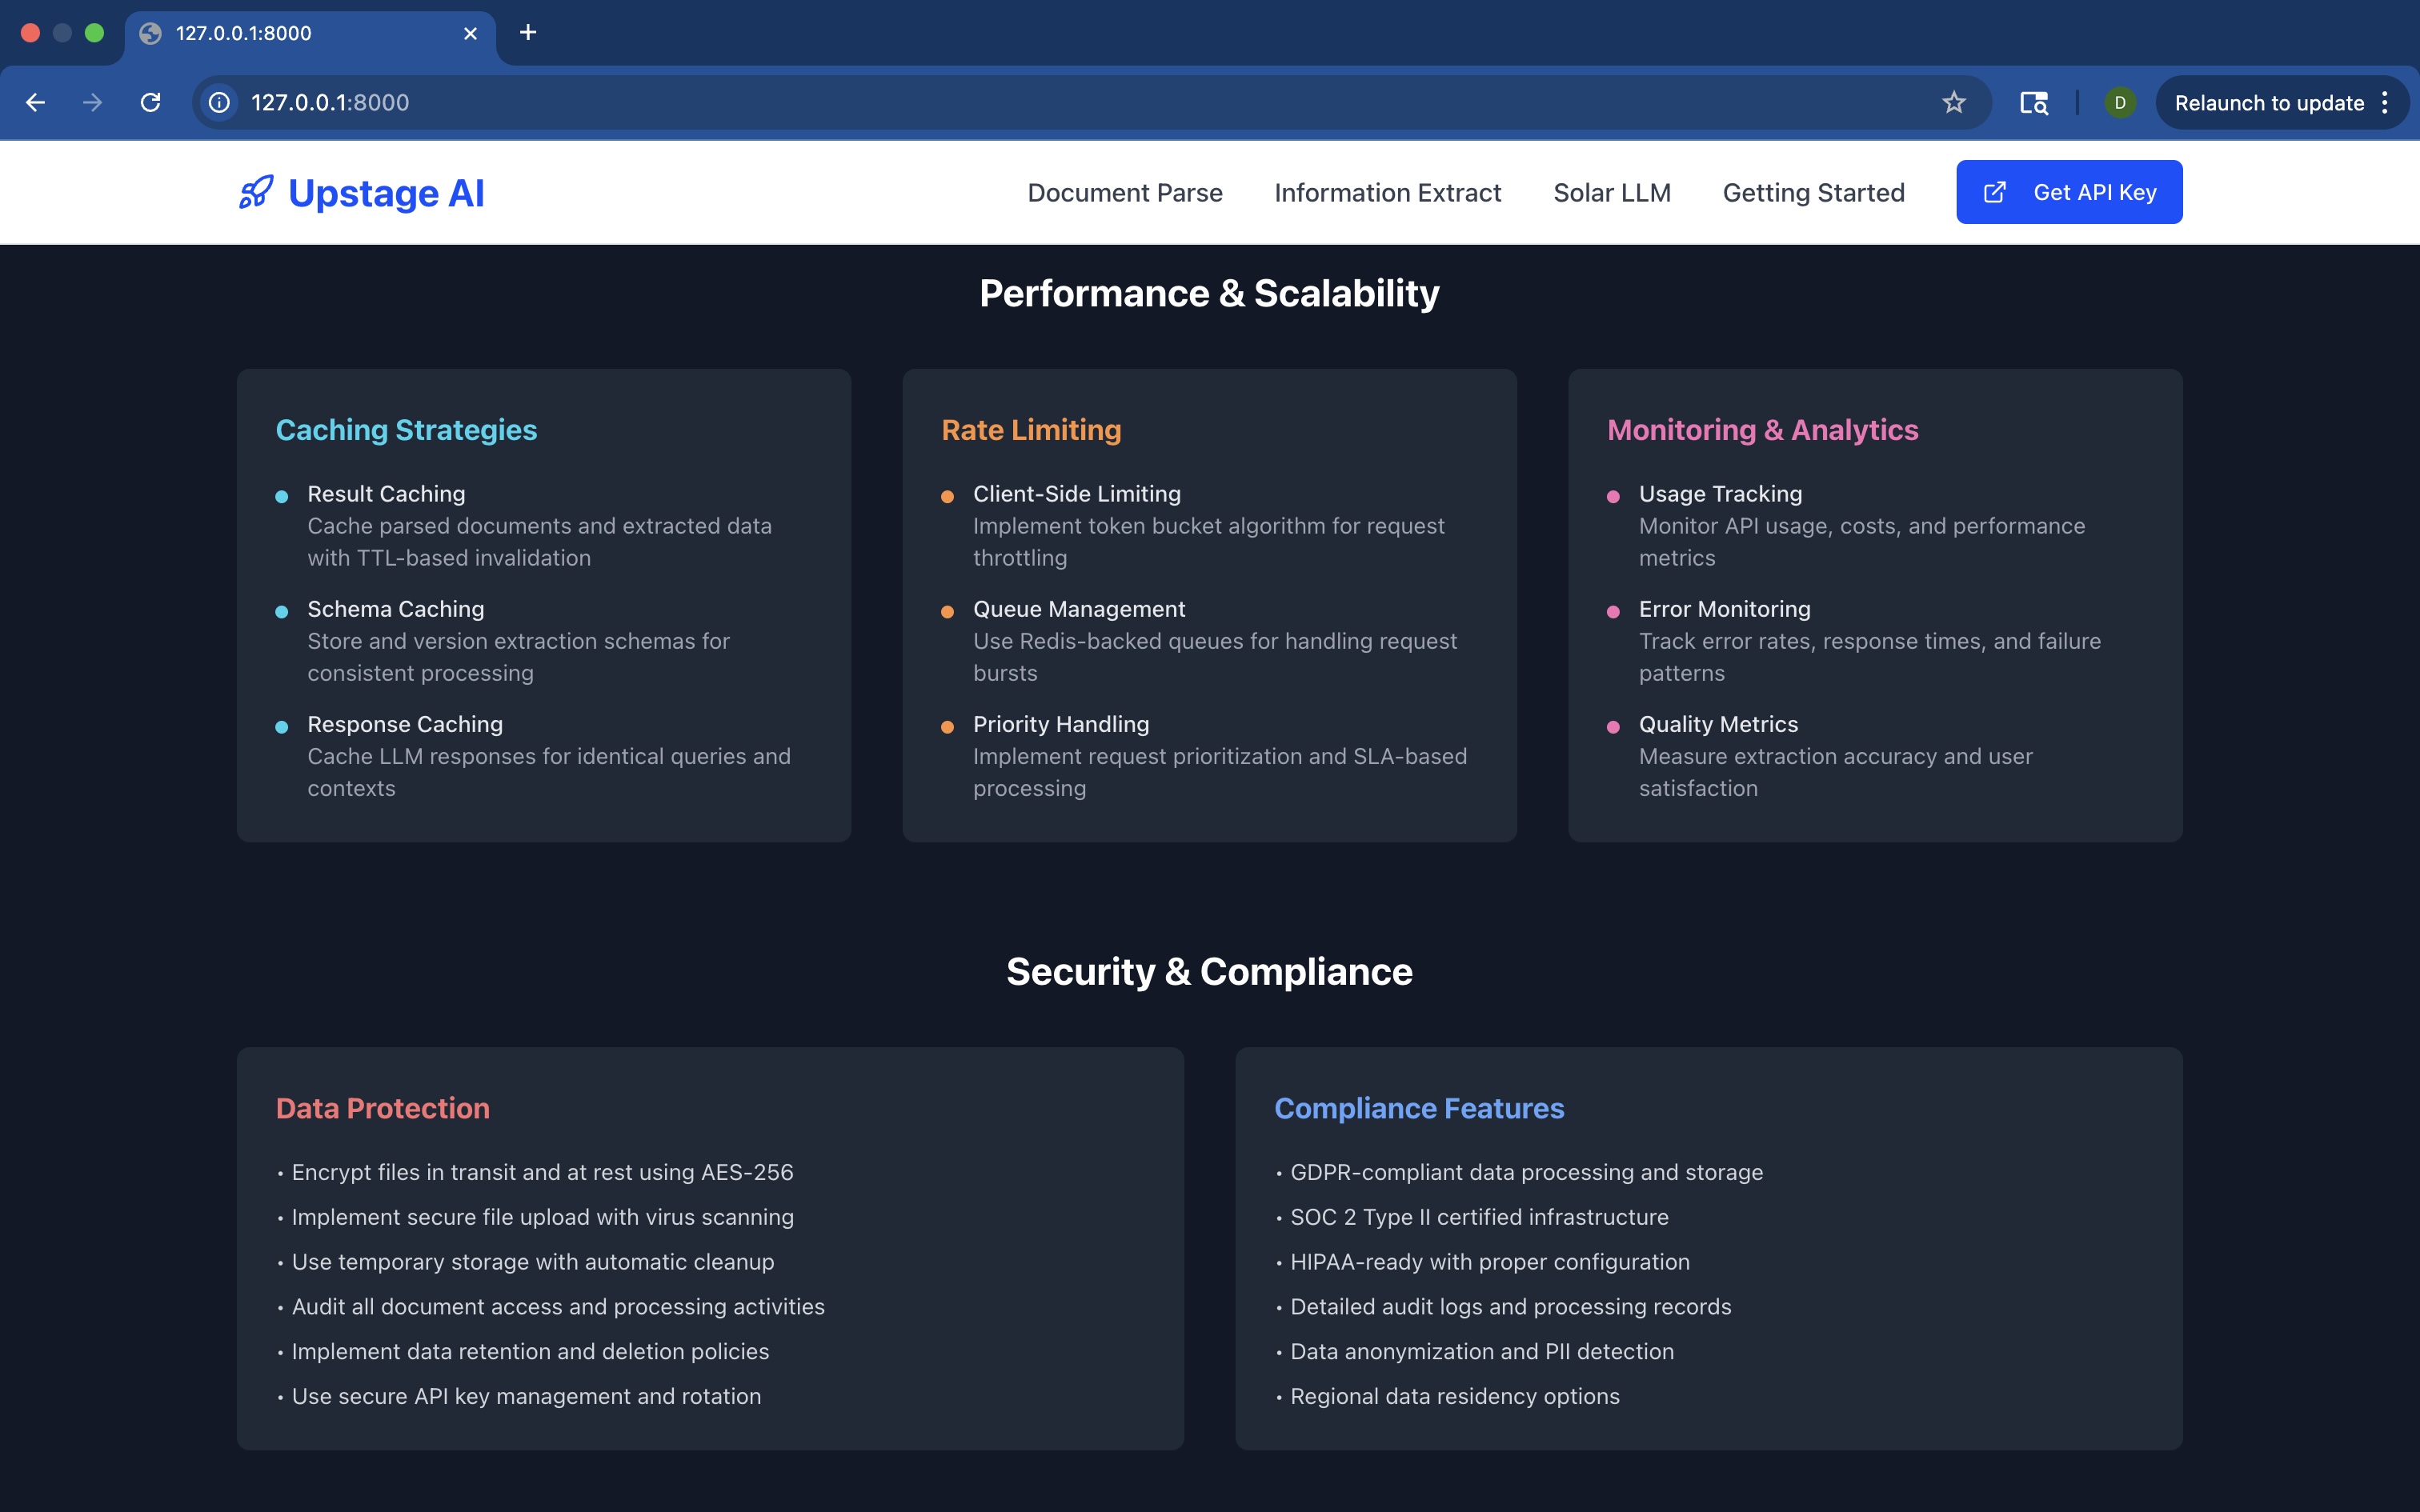 127.0.0.1:8000
127.0.0.1:8000
D
Relaunch to update
Upstage AI
Document Parse
Information Extract
Solar LLM
Getting Started
Get API Key
Performance & Scalability
Caching Strategies
Result Caching
Cache parsed documents and extracted data
with TTL-based invalidation
Schema Caching
Store and version extraction schemas for
consistent processing
Response Caching
Cache LLM responses for identical queries and
contexts
Rate Limiting
Client-Side Limiting
Implement token bucket algorithm for request
throttling
Queue Management
Use Redis-backed queues for handling request
bursts
Priority Handling
Implement request prioritization and SLA-based
processing
Monitoring & Analytics
Usage Tracking
Monitor API usage, costs, and performance
metrics
Error Monitoring
Track error rates, response times, and failure
patterns
Quality Metrics
Measure extraction accuracy and user
satisfaction
Security & Compliance
Data Protection
• Encrypt files in transit and at rest using AES-256
• Implement secure file upload with virus scanning
• Use temporary storage with automatic cleanup
• Audit all document access and processing activities
• Implement data retention and deletion policies
• Use secure API key management and rotation
Compliance Features
• GDPR-compliant data processing and storage
• SOC 2 Type II certified infrastructure
• HIPAA-ready with proper configuration
• Detailed audit logs and processing records
• Data anonymization and PII detection
• Regional data residency options